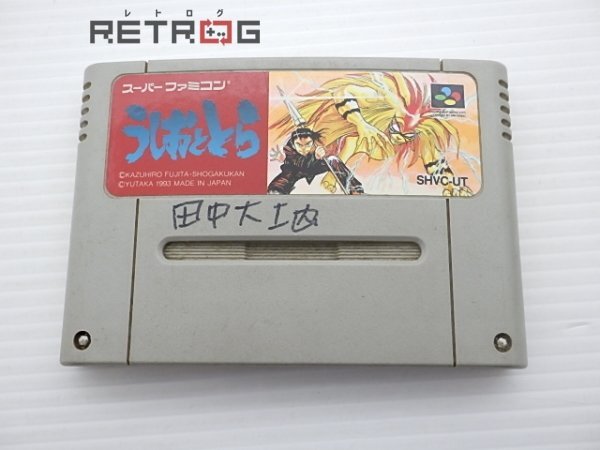 レトログ
RETROG
スーパーファミコン®
うしおととら
©KAZUHIRO FUJITA・SHOGAKUKAN
©YUTAKA 1993 MADE IN JAPAN
SHVC-UT
田中大